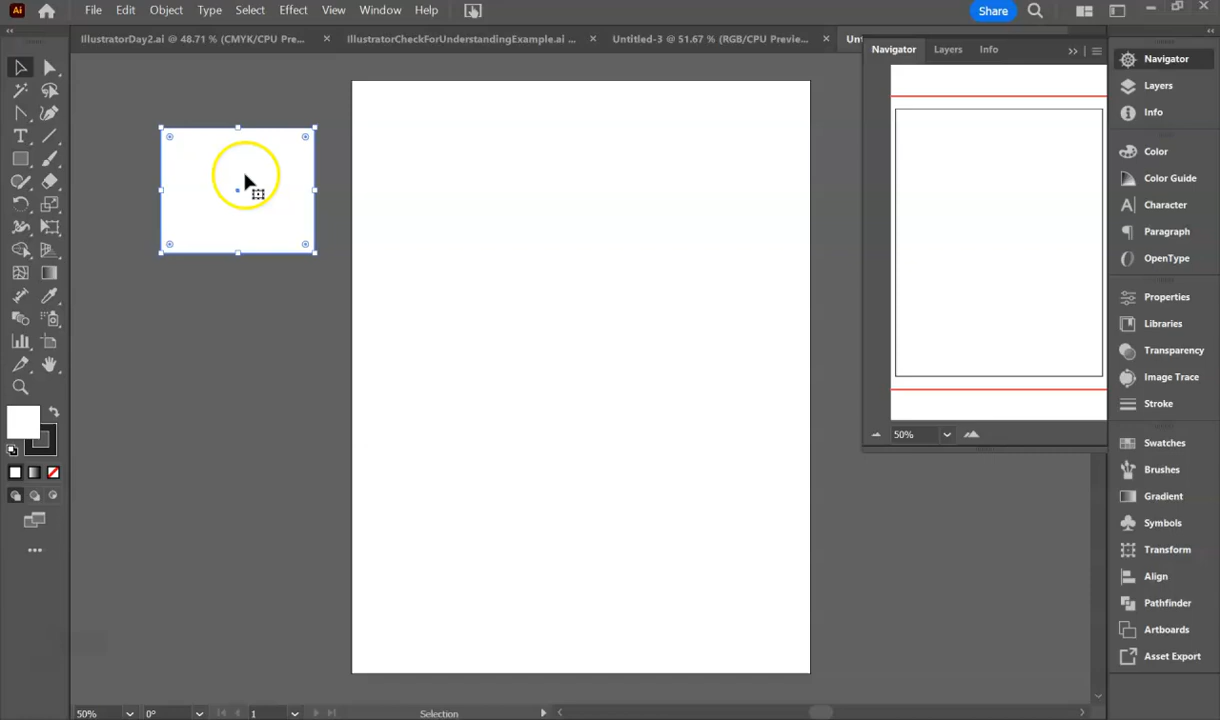 Ai File Edit Object Type Select Effect View Window Help Share
IllustratorDay2.ai @ 48.71 % (CMYK/CPU Pre... × IllustratorCheckForUnderstandingExample.ai ... × Untitled-3 @ 51.67 % (RGB/CPU Preview... × Un
Navigator Layers Info
Navigator
Layers
Info
Color
Color Guide
Character
Paragraph
OpenType
Properties
Libraries
Transparency
Image Trace
Stroke
50%
Swatches
Brushes
Gradient
Symbols
Transform
Align
Pathfinder
Artboards
Asset Export
50% 0° 1 Selection